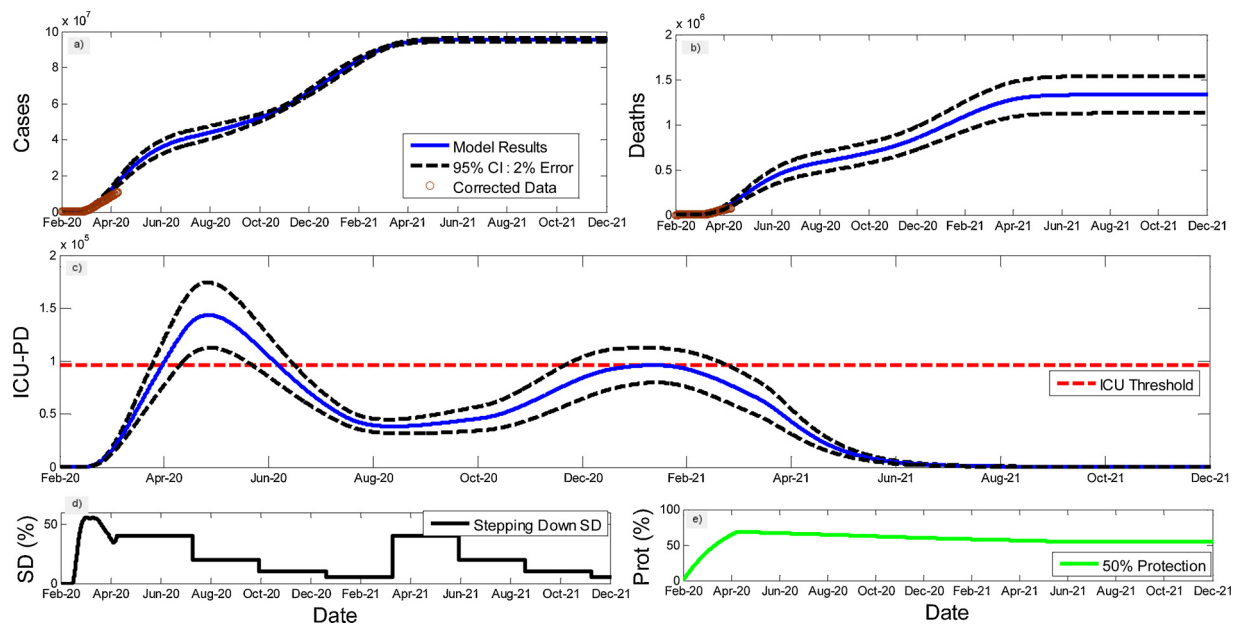 x 10^7
10
8
6
4
2
0
a)
Cases
Model Results
95% CI : 2% Error
Corrected Data
Feb-20 Apr-20 Jun-20 Aug-20 Oct-20 Dec-20 Feb-21 Apr-21 Jun-21 Aug-21 Oct-21 Dec-21
x 10^6
2
1.5
1
0.5
0
b)
Deaths
Feb-20 Apr-20 Jun-20 Aug-20 Oct-20 Dec-20 Feb-21 Apr-21 Jun-21 Aug-21 Oct-21 Dec-21
x 10^5
2
1.5
1
0.5
0
c)
ICU-PD
ICU Threshold
Feb-20 Apr-20 Jun-20 Aug-20 Oct-20 Dec-20 Feb-21 Apr-21 Jun-21 Aug-21 Oct-21 Dec-21
50
0
d)
SD (%)
Stepping Down SD
Feb-20 Apr-20 Jun-20 Aug-20 Oct-20 Dec-20 Feb-21 Apr-21 Jun-21 Aug-21 Oct-21 Dec-21
Date
100
50
0
e)
Prot (%)
50% Protection
Feb-20 Apr-20 Jun-20 Aug-20 Oct-20 Dec-20 Feb-21 Apr-21 Jun-21 Aug-21 Oct-21 Dec-21
Date